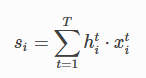 $s_i = \sum_{t=1}^{T} h_i^t \cdot x_i^t$